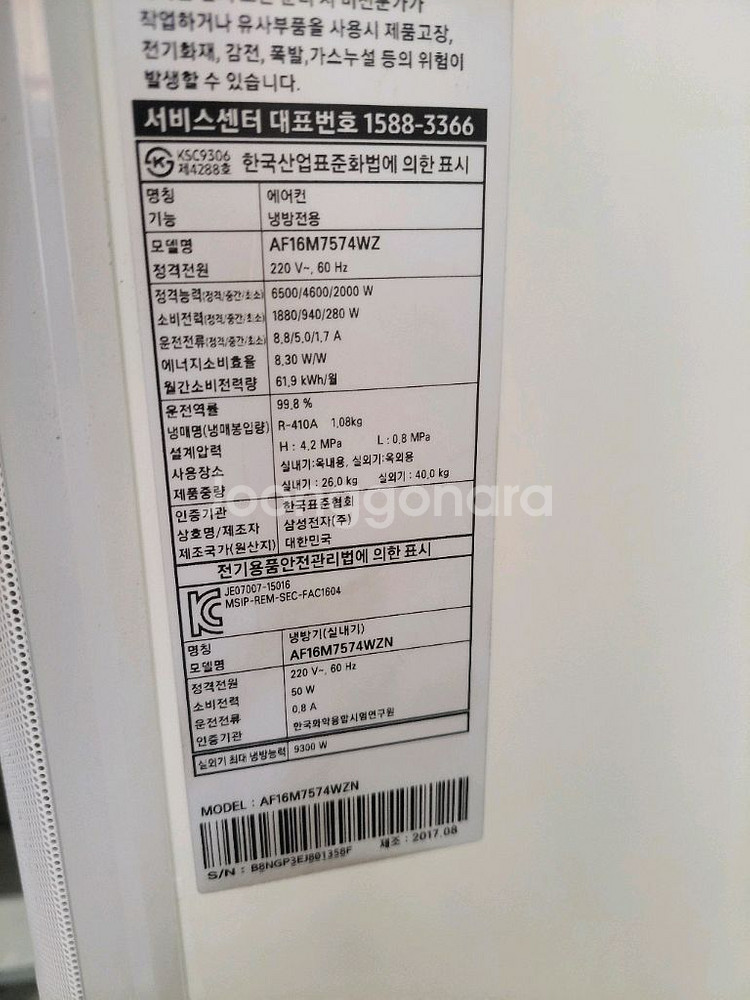 작업하거나 유사부품을 사용시 제품고장,
전기화재, 감전, 폭발,가스누설 등의 위험이
발생할 수 있습니다.
서비스센터 대표번호 1588-3366
KSC9306
제4288호
한국산업표준화법에 의한 표시
명칭 에어컨
기능 냉방전용
모델명 AF16M7574WZ
정격전원 220 V~, 60 Hz
정격능력(정격/중간/최소) 6500/4600/2000 W
소비전력(정격/중간/최소) 1880/940/280 W
운전전류(정격/중간/최소) 8.8/5.0/1.7 A
에너지소비효율 8.30 W/W
월간소비전력량 61.9 kWh/월
운전역률 99.8 %
냉매명(냉매봉입량) R-410A 1.08kg
설계압력 H : 4.2 MPa L : 0.8 MPa
사용장소 실내기:옥내용, 실외기:옥외용
제품중량 실내기 : 26.0 kg 실외기 : 40.0 kg
인증기관 한국표준협회
상호명/제조자 삼성전자(주)
제조국가(원산지) 대한민국
joonggonara
전기용품안전관리법에 의한 표시
JE07007-15016
MSIP-REM-SEC-FAC1604
명칭 냉방기(실내기)
모델명 AF16M7574WZN
정격전원 220 V~, 60 Hz
소비전력 50 W
운전전류 0.8 A
인증기관 한국화학융합시험연구원
실외기 최대 냉방능력 9300 W
MODEL : AF16M7574WZN
제조 : 2017.08
S/N : B8NGP3EJ801358F